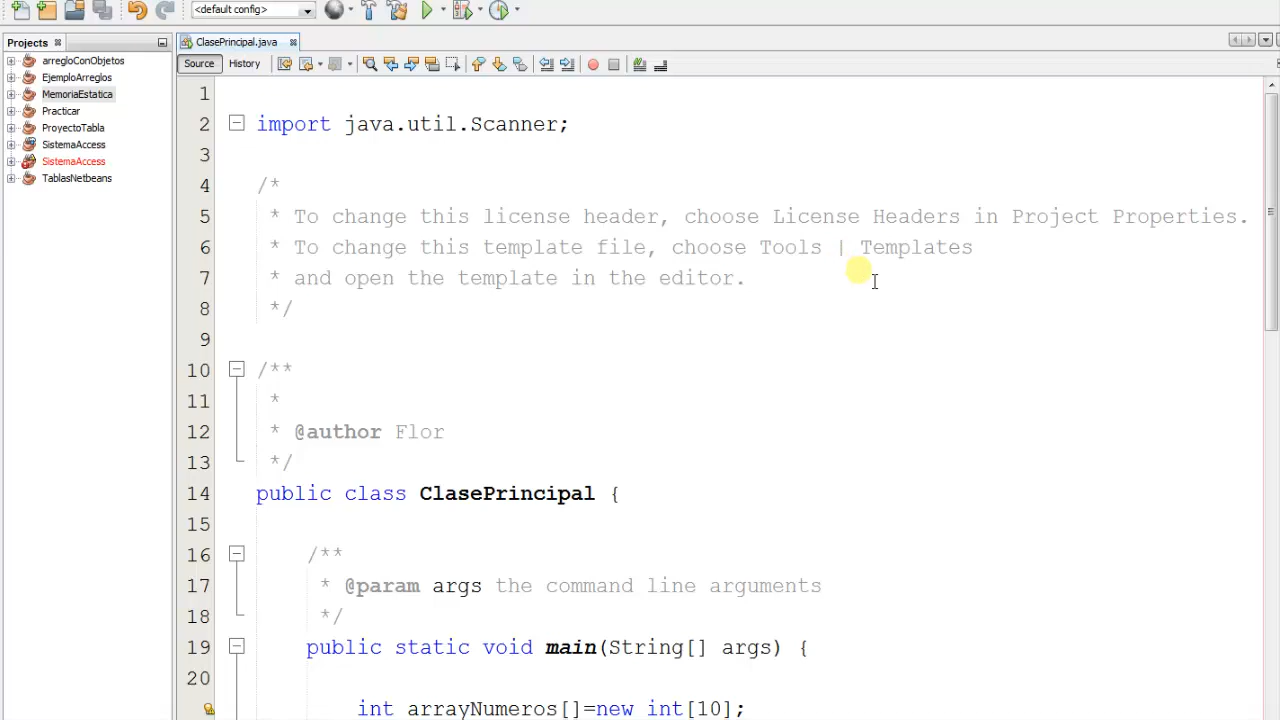 <default config>
Projects
ClasePrincipal.java
arregloConObjetos
EjemploArreglos
MemoriaEstatica
Practicar
ProyectoTabla
SistemaAccess
SistemaAccess
TablasNetbeans
Source History
1
2 import java.util.Scanner;
3
4 /*
5 * To change this license header, choose License Headers in Project Properties.
6 * To change this template file, choose Tools | Templates
7 * and open the template in the editor.
8 */
9
10 /**
11 *
12 * @author Flor
13 */
14 public class ClasePrincipal {
15
16 /**
17 * @param args the command line arguments
18 */
19 public static void main(String[] args) {
20
int arrayNumeros[]=new int[10];